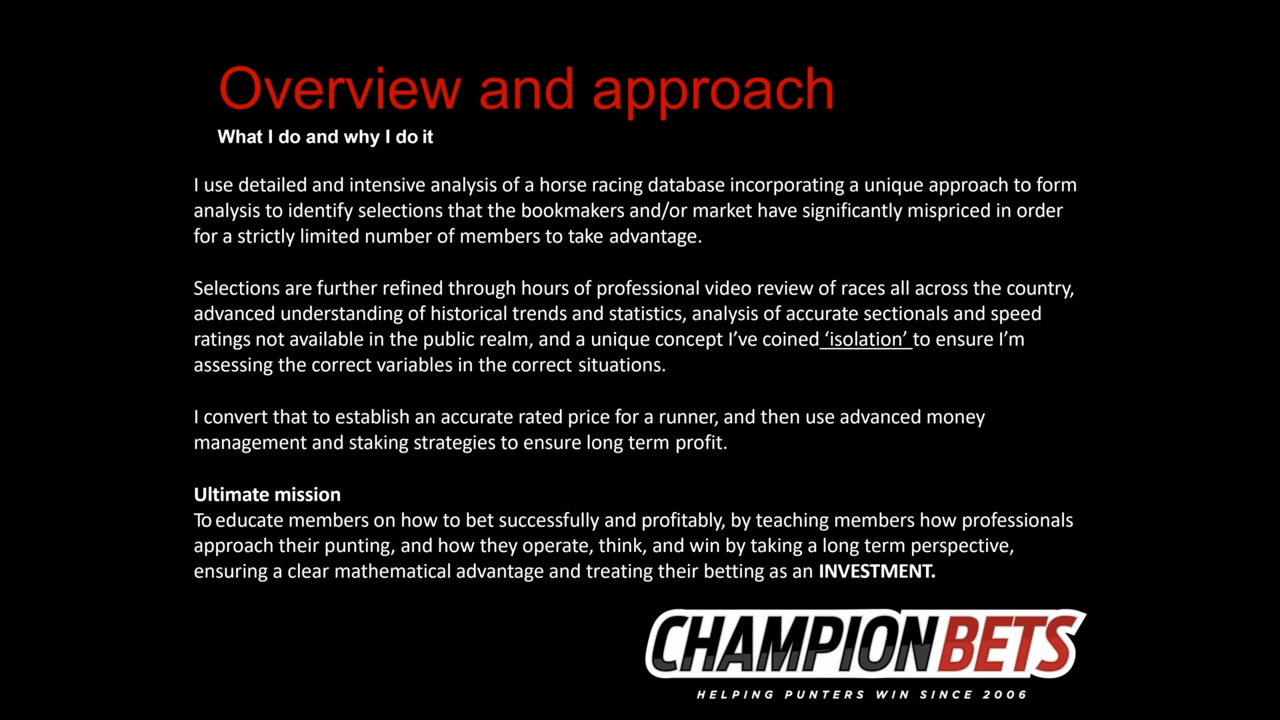 Overview and approach
What I do and why I do it
I use detailed and intensive analysis of a horse racing database incorporating a unique approach to form
analysis to identify selections that the bookmakers and/or market have significantly mispriced in order
for a strictly limited number of members to take advantage.
Selections are further refined through hours of professional video review of races all across the country,
advanced understanding of historical trends and statistics, analysis of accurate sectionals and speed
ratings not available in the public realm, and a unique concept I’ve coined ‘isolation’ to ensure I’m
assessing the correct variables in the correct situations.
I convert that to establish an accurate rated price for a runner, and then use advanced money
management and staking strategies to ensure long term profit.
Ultimate mission
To educate members on how to bet successfully and profitably, by teaching members how professionals
approach their punting, and how they operate, think, and win by taking a long term perspective,
ensuring a clear mathematical advantage and treating their betting as an INVESTMENT.
CHAMPIONBETS
HELPING PUNTERS WIN SINCE 2006